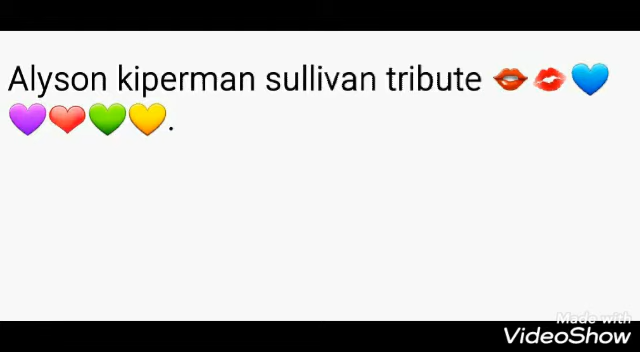 Alyson kiperman sullivan tribute 👄💋💙
💜❤💚💛.
Made with
VideoShow